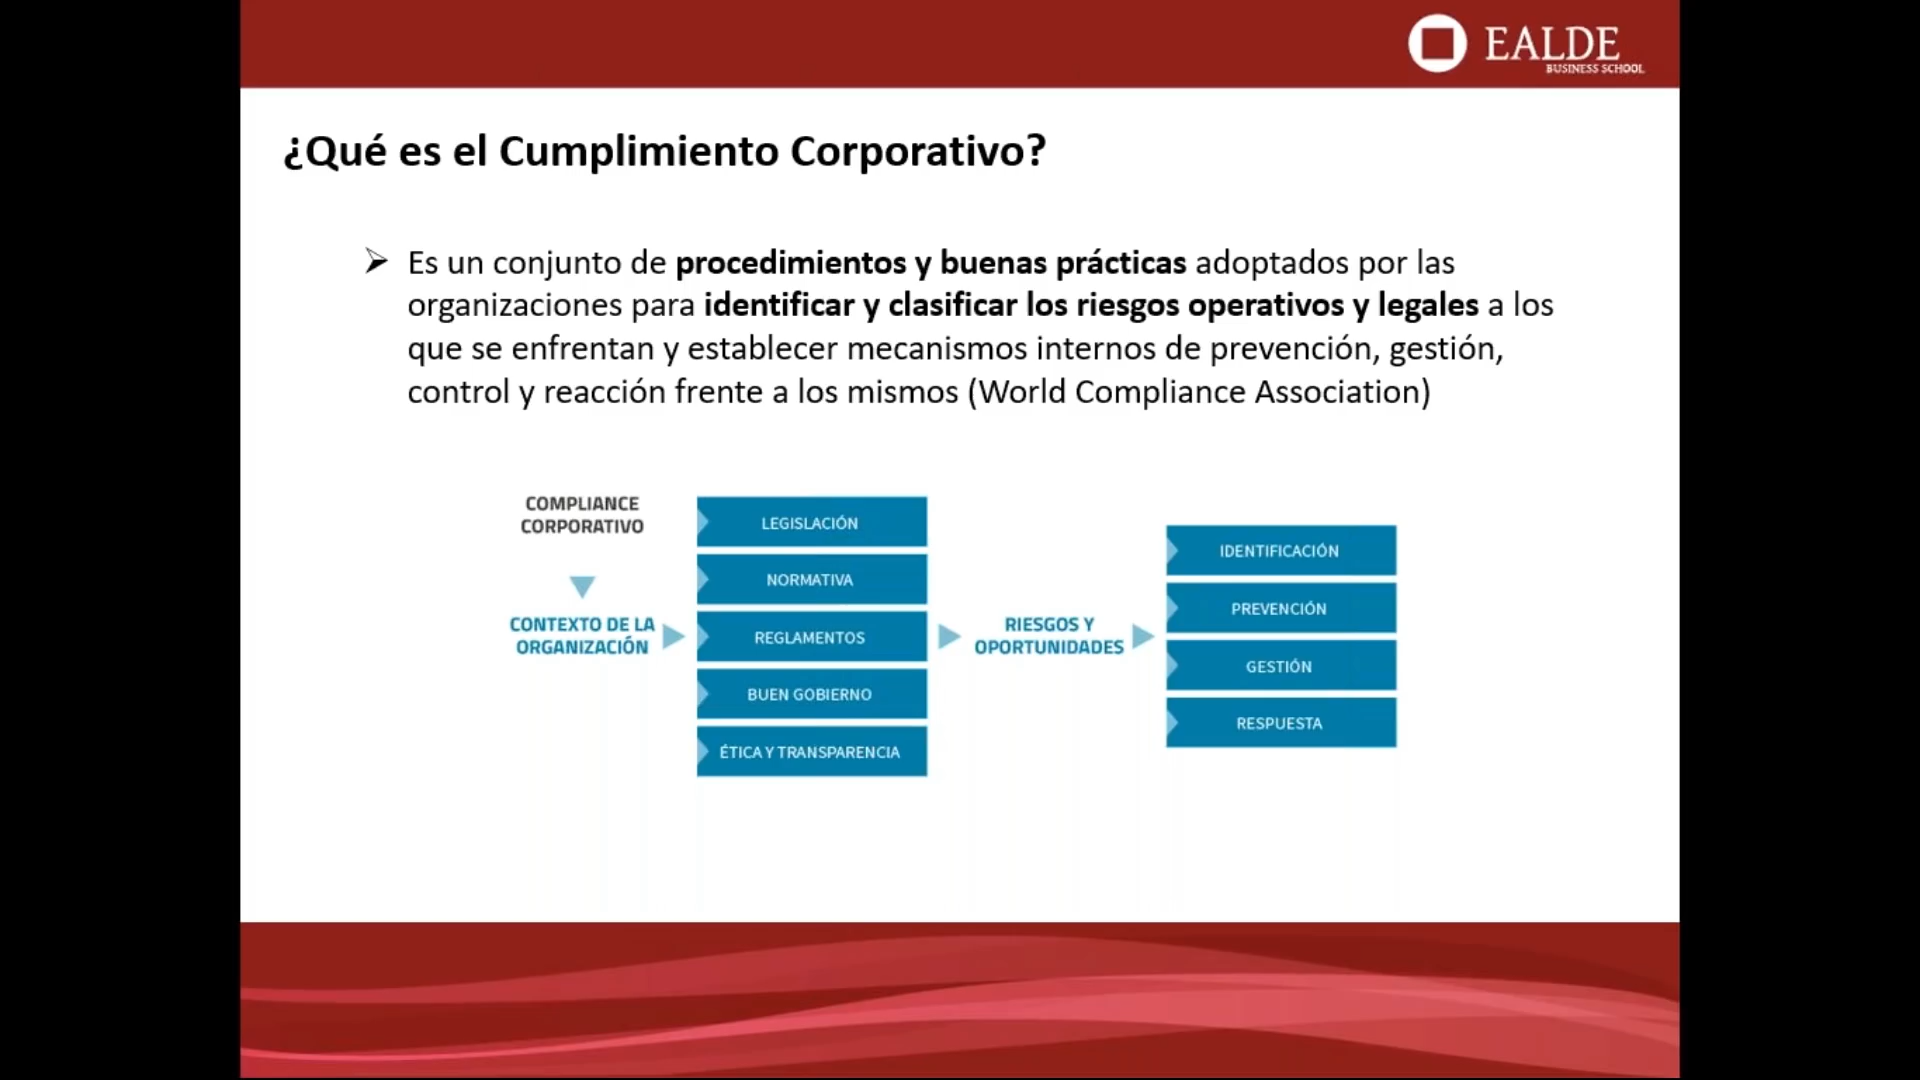 EALDE
BUSINESS SCHOOL
¿Qué es el Cumplimiento Corporativo?
➢ Es un conjunto de procedimientos y buenas prácticas adoptados por las
organizaciones para identificar y clasificar los riesgos operativos y legales a los
que se enfrentan y establecer mecanismos internos de prevención, gestión,
control y reacción frente a los mismos (World Compliance Association)
COMPLIANCE
CORPORATIVO
CONTEXTO DE LA
ORGANIZACIÓN
LEGISLACIÓN
NORMATIVA
REGLAMENTOS
BUEN GOBIERNO
ÉTICA Y TRANSPARENCIA
RIESGOS Y
OPORTUNIDADES
IDENTIFICACIÓN
PREVENCIÓN
GESTIÓN
RESPUESTA